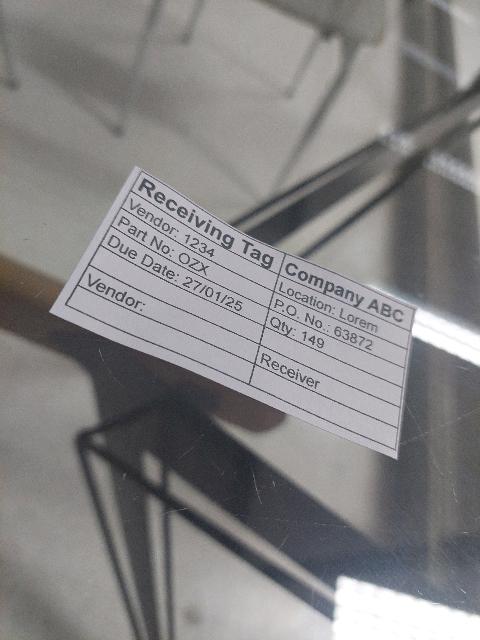 Receiving Tag
Vendor: 1234
Part No: OZX
Due Date: 27/01/25
Vendor:
Company ABC
Location: Lorem
P.O. No.: 63872
Qty: 149
Receiver